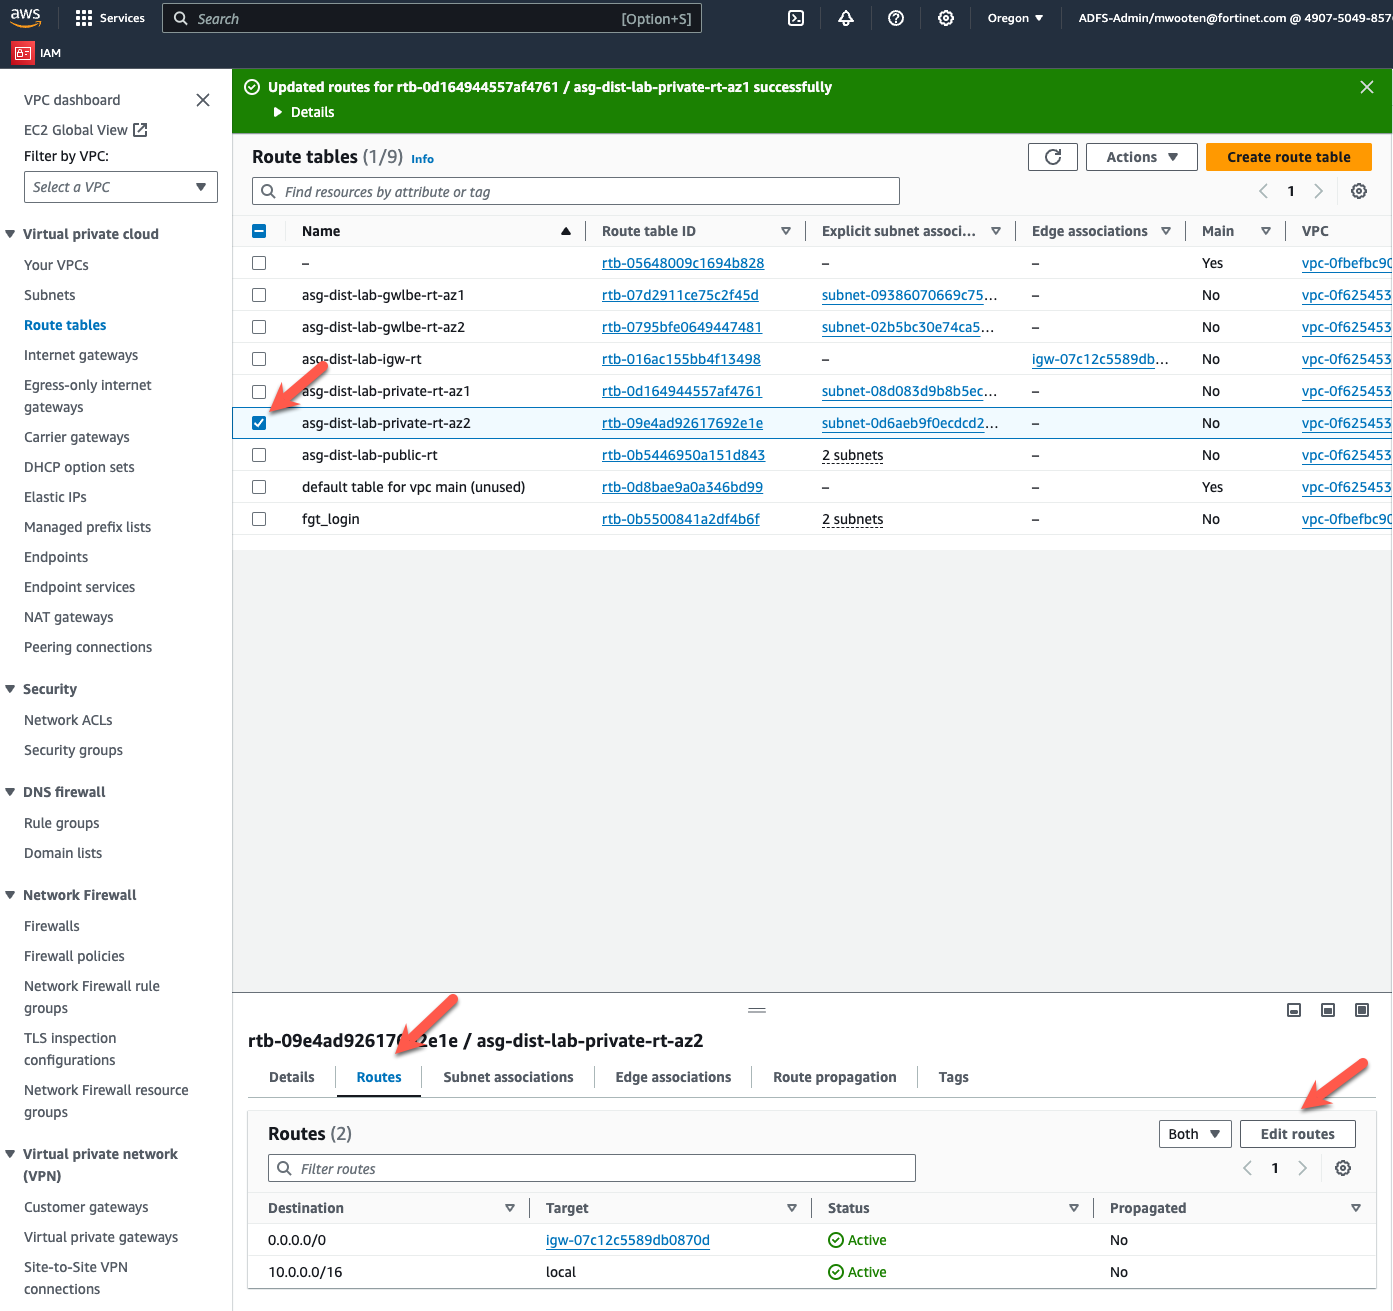 aws Services Search [Option+S] Oregon ADFS-Admin/mwooten@fortinet.com @ 4907-5049-857
IAM
VPC dashboard
EC2 Global View
Filter by VPC:
Select a VPC
Virtual private cloud
Your VPCs
Subnets
Route tables
Internet gateways
Egress-only internet
gateways
Carrier gateways
DHCP option sets
Elastic IPs
Managed prefix lists
Endpoints
Endpoint services
NAT gateways
Peering connections
Security
Network ACLs
Security groups
DNS firewall
Rule groups
Domain lists
Network Firewall
Firewalls
Firewall policies
Network Firewall rule
groups
TLS inspection
configurations
Network Firewall resource
groups
Virtual private network
(VPN)
Customer gateways
Virtual private gateways
Site-to-Site VPN
connections
Updated routes for rtb-0d164944557af4761 / asg-dist-lab-private-rt-az1 successfully
Details
Route tables (1/9) Info Actions Create route table
Find resources by attribute or tag 1
Name Route table ID Explicit subnet associ... Edge associations Main VPC
– rtb-05648009c1694b828 – – Yes vpc-0fbefbc90
asg-dist-lab-gwlbe-rt-az1 rtb-07d2911ce75c2f45d subnet-09386070669c75... – No vpc-0f625453
asg-dist-lab-gwlbe-rt-az2 rtb-0795bfe0649447481 subnet-02b5bc30e74ca5... – No vpc-0f625453
asg-dist-lab-igw-rt rtb-016ac155bb4f13498 – igw-07c12c5589db... No vpc-0f625453
asg-dist-lab-private-rt-az1 rtb-0d164944557af4761 subnet-08d083d9b8b5ec... – No vpc-0f625453
asg-dist-lab-private-rt-az2 rtb-09e4ad92617692e1e subnet-0d6aeb9f0ecdcd2... – No vpc-0f625453
asg-dist-lab-public-rt rtb-0b5446950a151d843 2 subnets – No vpc-0f625453
default table for vpc main (unused) rtb-0d8bae9a0a346bd99 – – Yes vpc-0f625453
fgt_login rtb-0b5500841a2df4b6f 2 subnets – No vpc-0fbefbc90
rtb-09e4ad92617692e1e / asg-dist-lab-private-rt-az2
Details Routes Subnet associations Edge associations Route propagation Tags
Routes (2) Both Edit routes
Filter routes 1
Destination Target Status Propagated
0.0.0.0/0 igw-07c12c5589db0870d Active No
10.0.0.0/16 local Active No